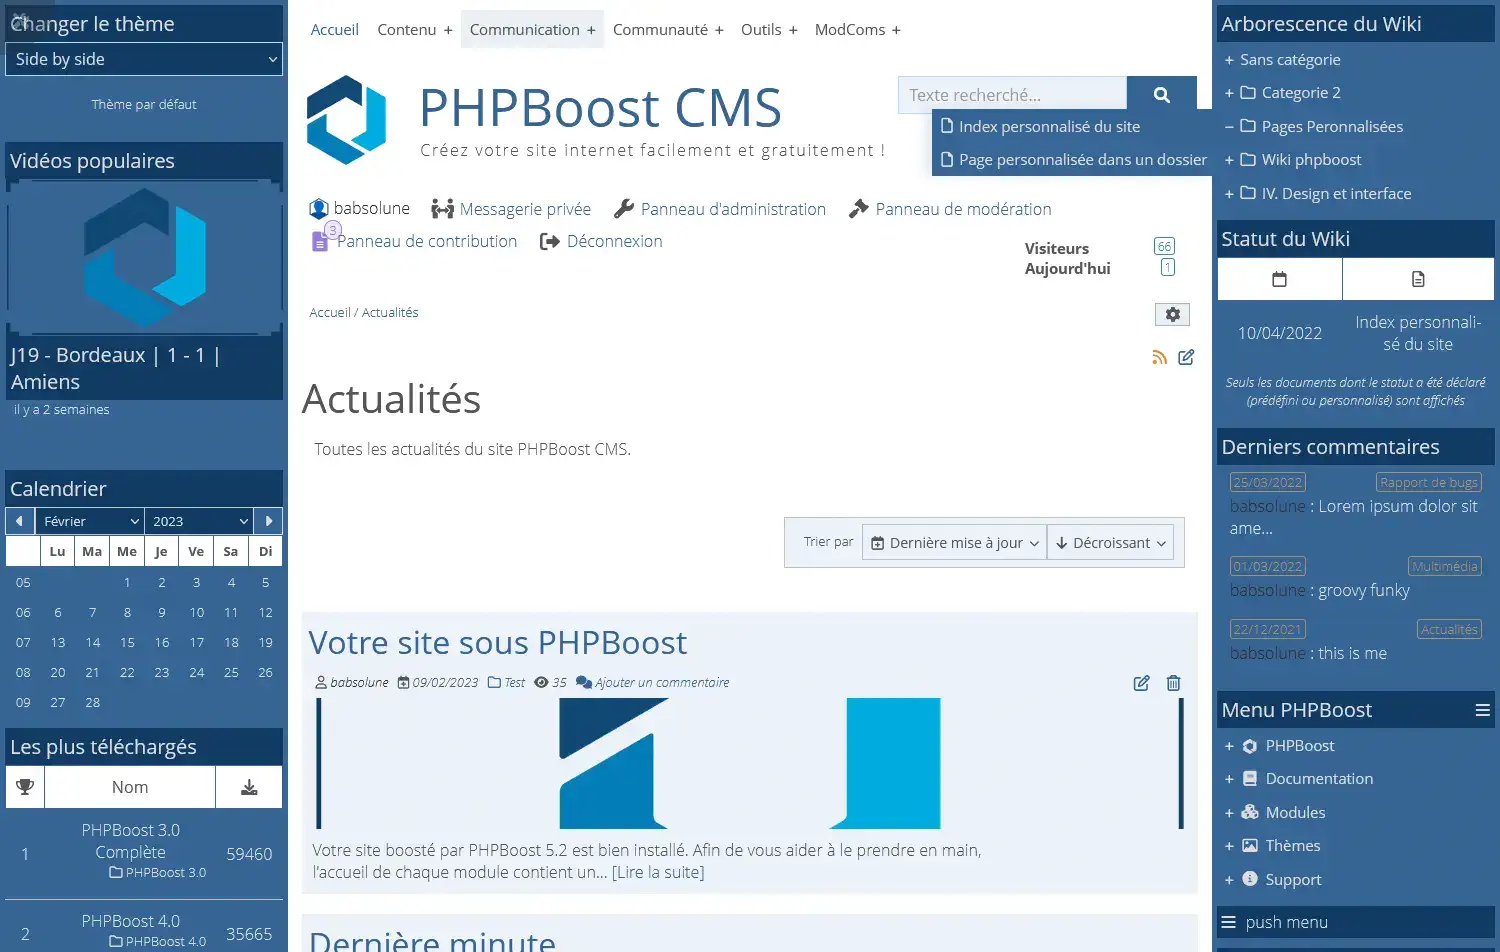 Changer le thème
Side by side
Thème par défaut
Vidéos populaires
J19 - Bordeaux | 1 - 1 |
Amiens
il y a 2 semaines
Calendrier
Février 2023
Lu Ma Me Je Ve Sa Di
05 1 2 3 4 5
06 6 7 8 9 10 11 12
07 13 14 15 16 17 18 19
08 20 21 22 23 24 25 26
09 27 28
Les plus téléchargés
Nom
1 PHPBoost 3.0 59460
Complète
PHPBoost 3.0
2 PHPBoost 4.0 35665
PHPBoost 4.0
Accueil Contenu + Communication + Communauté + Outils + ModComs +
PHPBoost CMS
Créez votre site internet facilement et gratuitement !
Texte recherché...
Index personnalisé du site
Page personnalisée dans un dossier
babsolune Messagerie privée Panneau d'administration Panneau de modération
3
Panneau de contribution Déconnexion
Visiteurs 66
Aujourd'hui 1
Accueil / Actualités
Actualités
Toutes les actualités du site PHPBoost CMS.
Trier par Dernière mise à jour Décroissant
Votre site sous PHPBoost
babsolune 09/02/2023 Test 35 Ajouter un commentaire
Votre site boosté par PHPBoost 5.2 est bien installé. Afin de vous aider à le prendre en main,
l'accueil de chaque module contient un... [Lire la suite]
Dernière minute
Arborescence du Wiki
+ Sans catégorie
+ Categorie 2
– Pages Peronnalisées
+ Wiki phpboost
+ IV. Design et interface
Statut du Wiki
10/04/2022 Index personnali-
sé du site
Seuls les documents dont le statut a été déclaré
(prédéfini ou personnalisé) sont affichés
Derniers commentaires
25/03/2022 Rapport de bugs
babsolune : Lorem ipsum dolor sit
ame...
01/03/2022 Multimédia
babsolune : groovy funky
22/12/2021 Actualités
babsolune : this is me
Menu PHPBoost
+ PHPBoost
+ Documentation
+ Modules
+ Thèmes
+ Support
push menu